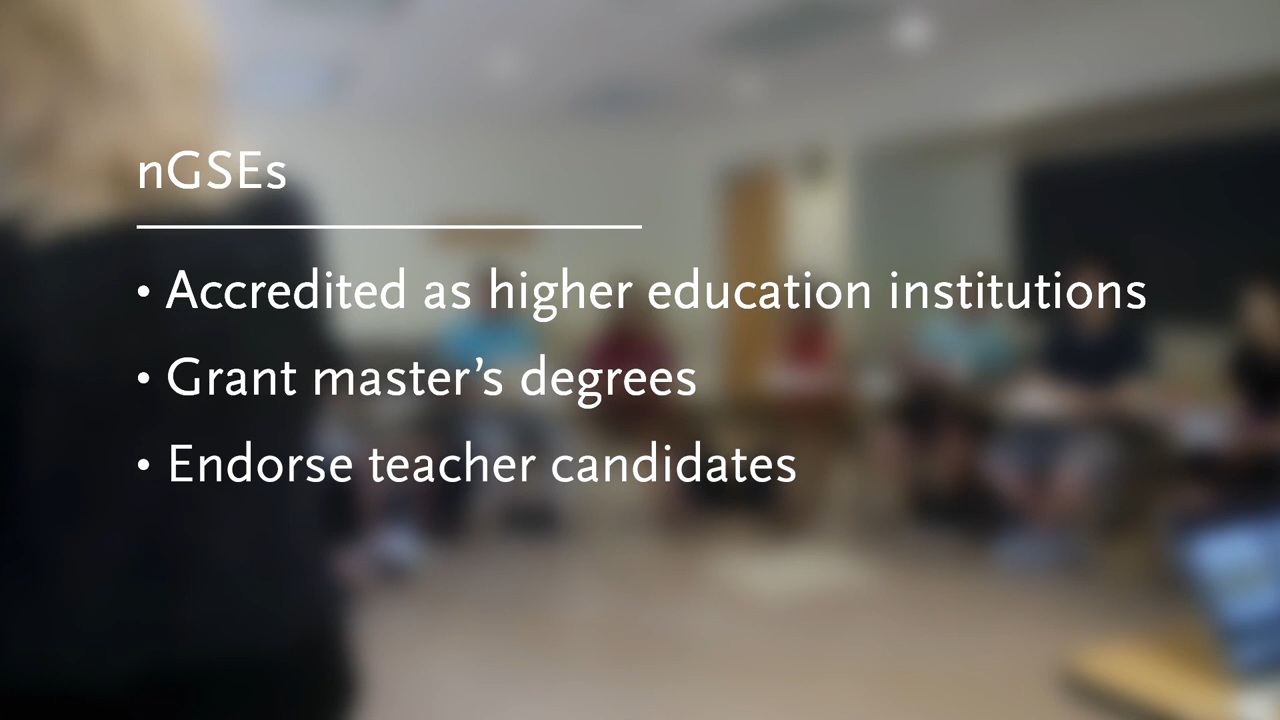 nGSEs
• Accredited as higher education institutions
• Grant master’s degrees
• Endorse teacher candidates